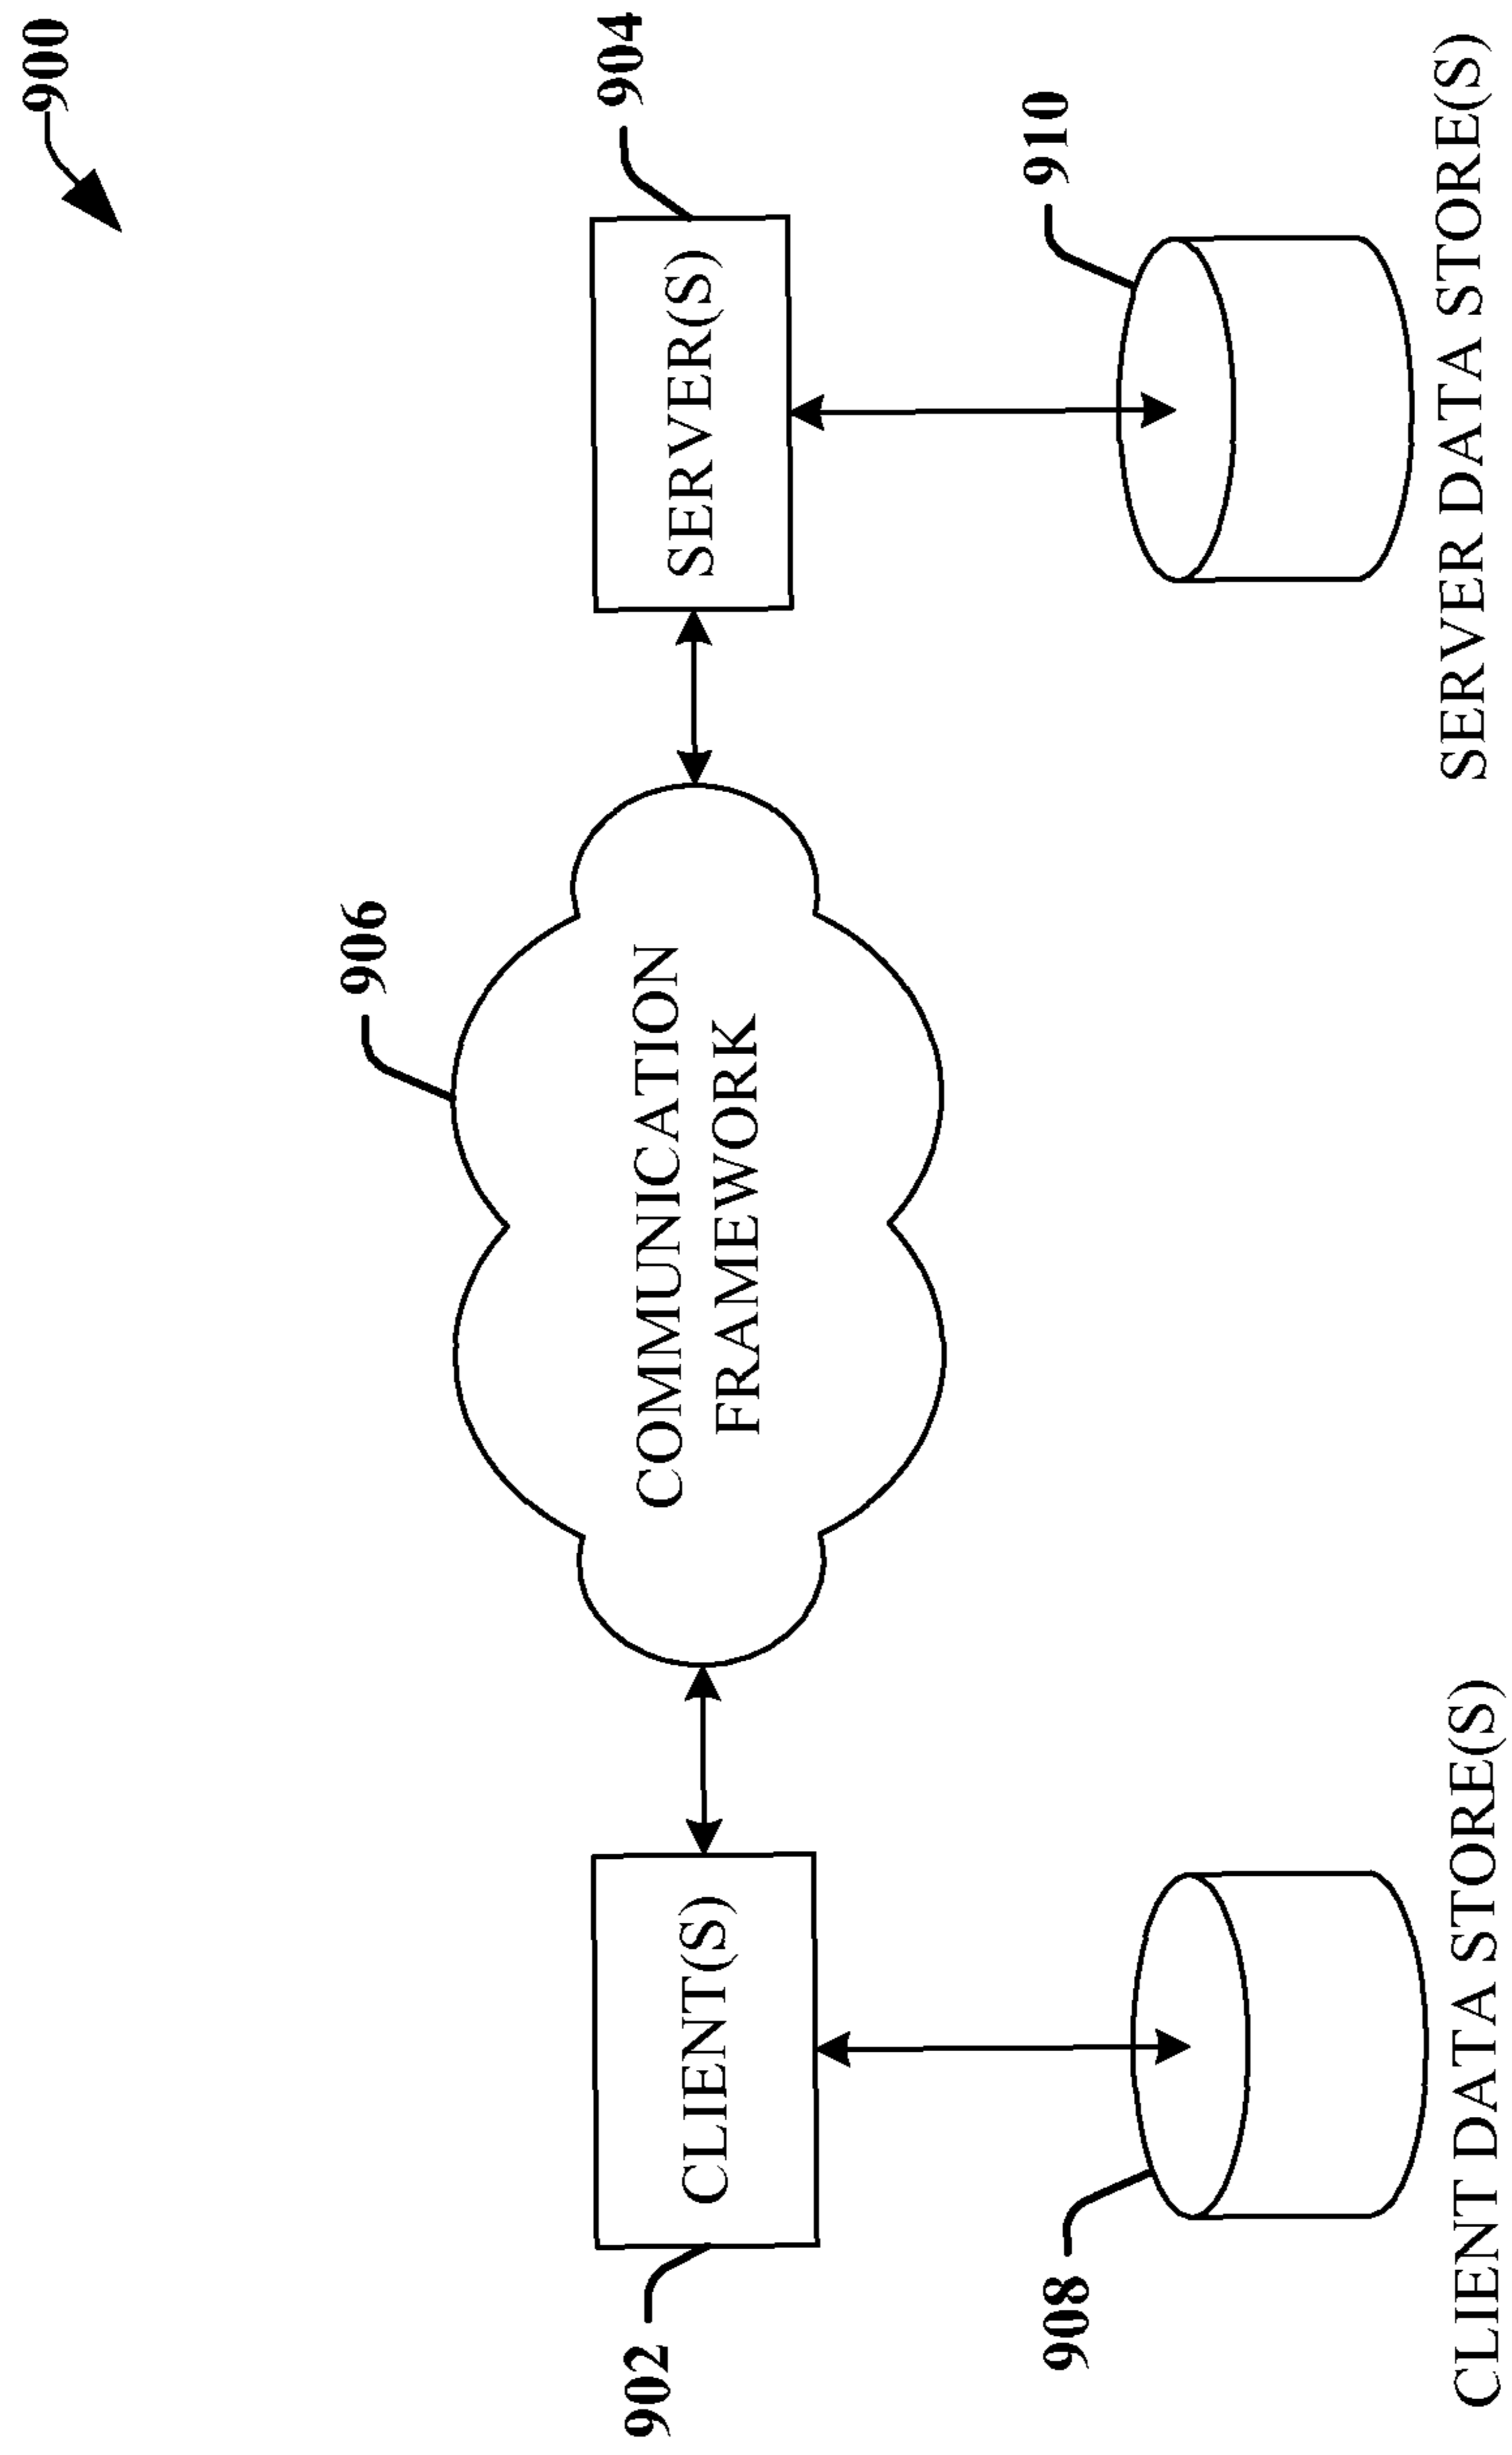 900
906
902
904
CLIENT(S)
COMMUNICATION
FRAMEWORK
SERVER(S)
908
910
CLIENT DATA STORE(S)
SERVER DATA STORE(S)